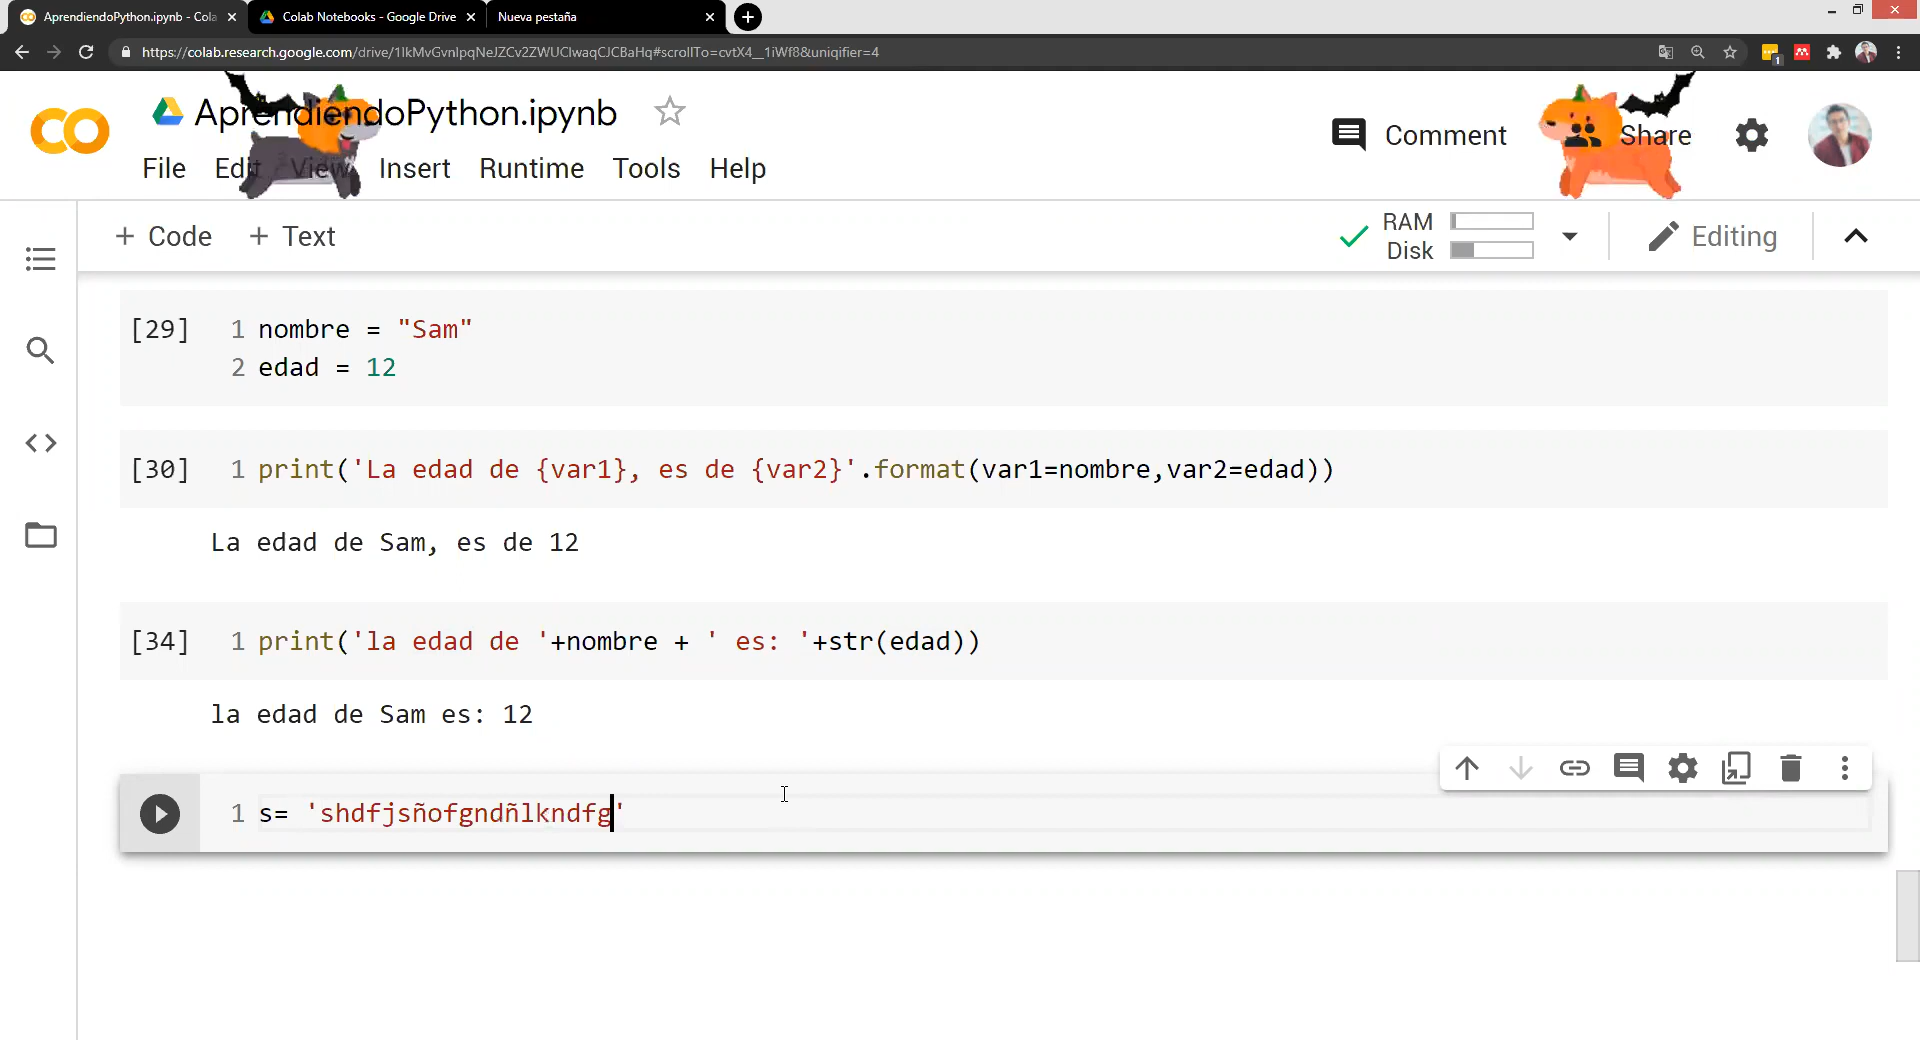 AprendiendoPython.ipynb - Cola
Colab Notebooks - Google Drive
Nueva pestaña
https://colab.research.google.com/drive/1IkMvGvnIpqNeJZCv2ZWUClwaqCJCBaHq#scrollTo=cvtX4__1iWf8&uniqifier=4
1
CO
AprendiendoPython.ipynb
Comment
Share
File Edit View Insert Runtime Tools Help
+ Code + Text
RAM
Disk
Editing
[29] 1 nombre = "Sam"
2 edad = 12
[30] 1 print('La edad de {var1}, es de {var2}'.format(var1=nombre,var2=edad))
La edad de Sam, es de 12
[34] 1 print('la edad de '+nombre + ' es: '+str(edad))
la edad de Sam es: 12
1 s= 'shdfjsñofgndñlkndfg'